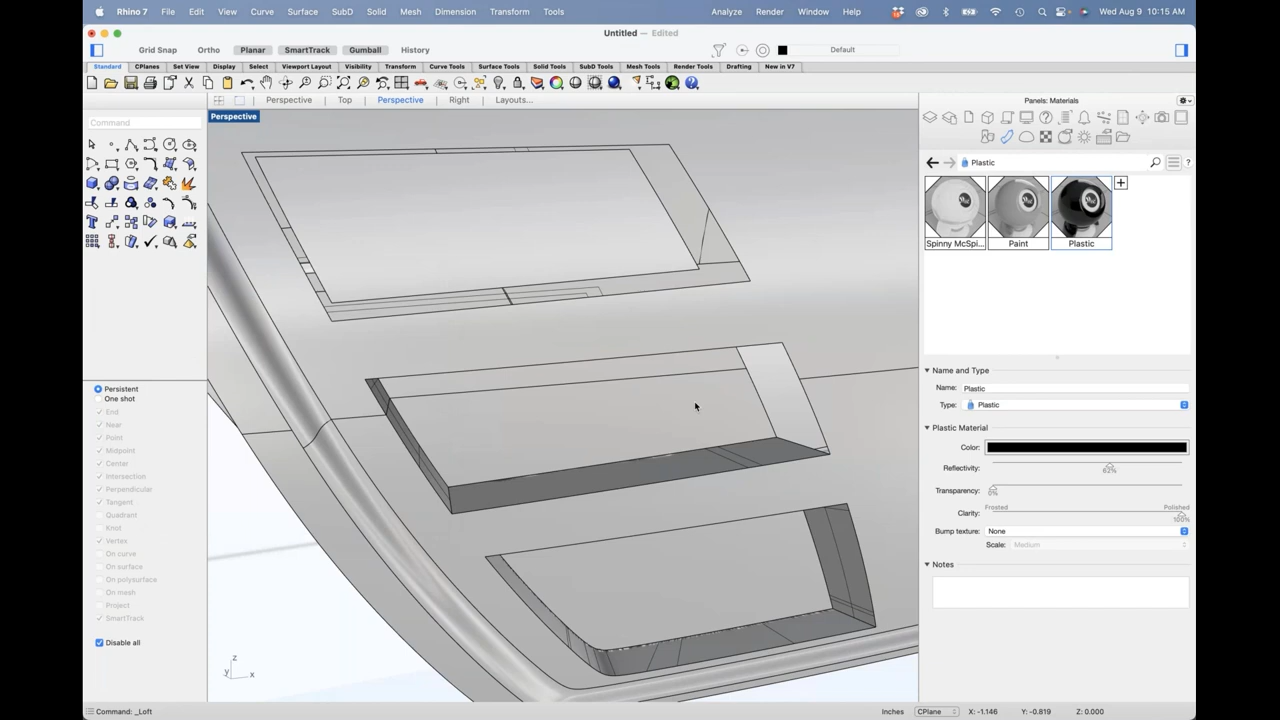 Rhino 7 File Edit View Curve Surface SubD Solid Mesh Dimension Transform Tools Analyze Render Window Help Wed Aug 9 10:15 AM
Untitled — Edited
Grid Snap Ortho Planar SmartTrack Gumball History Default
Standard CPlanes Set View Display Select Viewport Layout Visibility Transform Curve Tools Surface Tools Solid Tools SubD Tools Mesh Tools Render Tools Drafting New in V7
Perspective Top Perspective Right Layouts...
Panels: Materials
Perspective
Command
Plastic
?
Spinny McSpi... Paint Plastic
Name and Type
Name: Plastic
Type: Plastic
Plastic Material
Color:
Reflectivity:
62%
Transparency:
0%
Frosted Polished
Clarity:
100%
Bump texture: None
Scale: Medium
Notes
Persistent
One shot
End
Near
Point
Midpoint
Center
Intersection
Perpendicular
Tangent
Quadrant
Knot
Vertex
On curve
On surface
On polysurface
On mesh
Project
SmartTrack
Disable all
z
y x
Command: _Loft
Inches CPlane X: -1.146 Y: -0.819 Z: 0.000